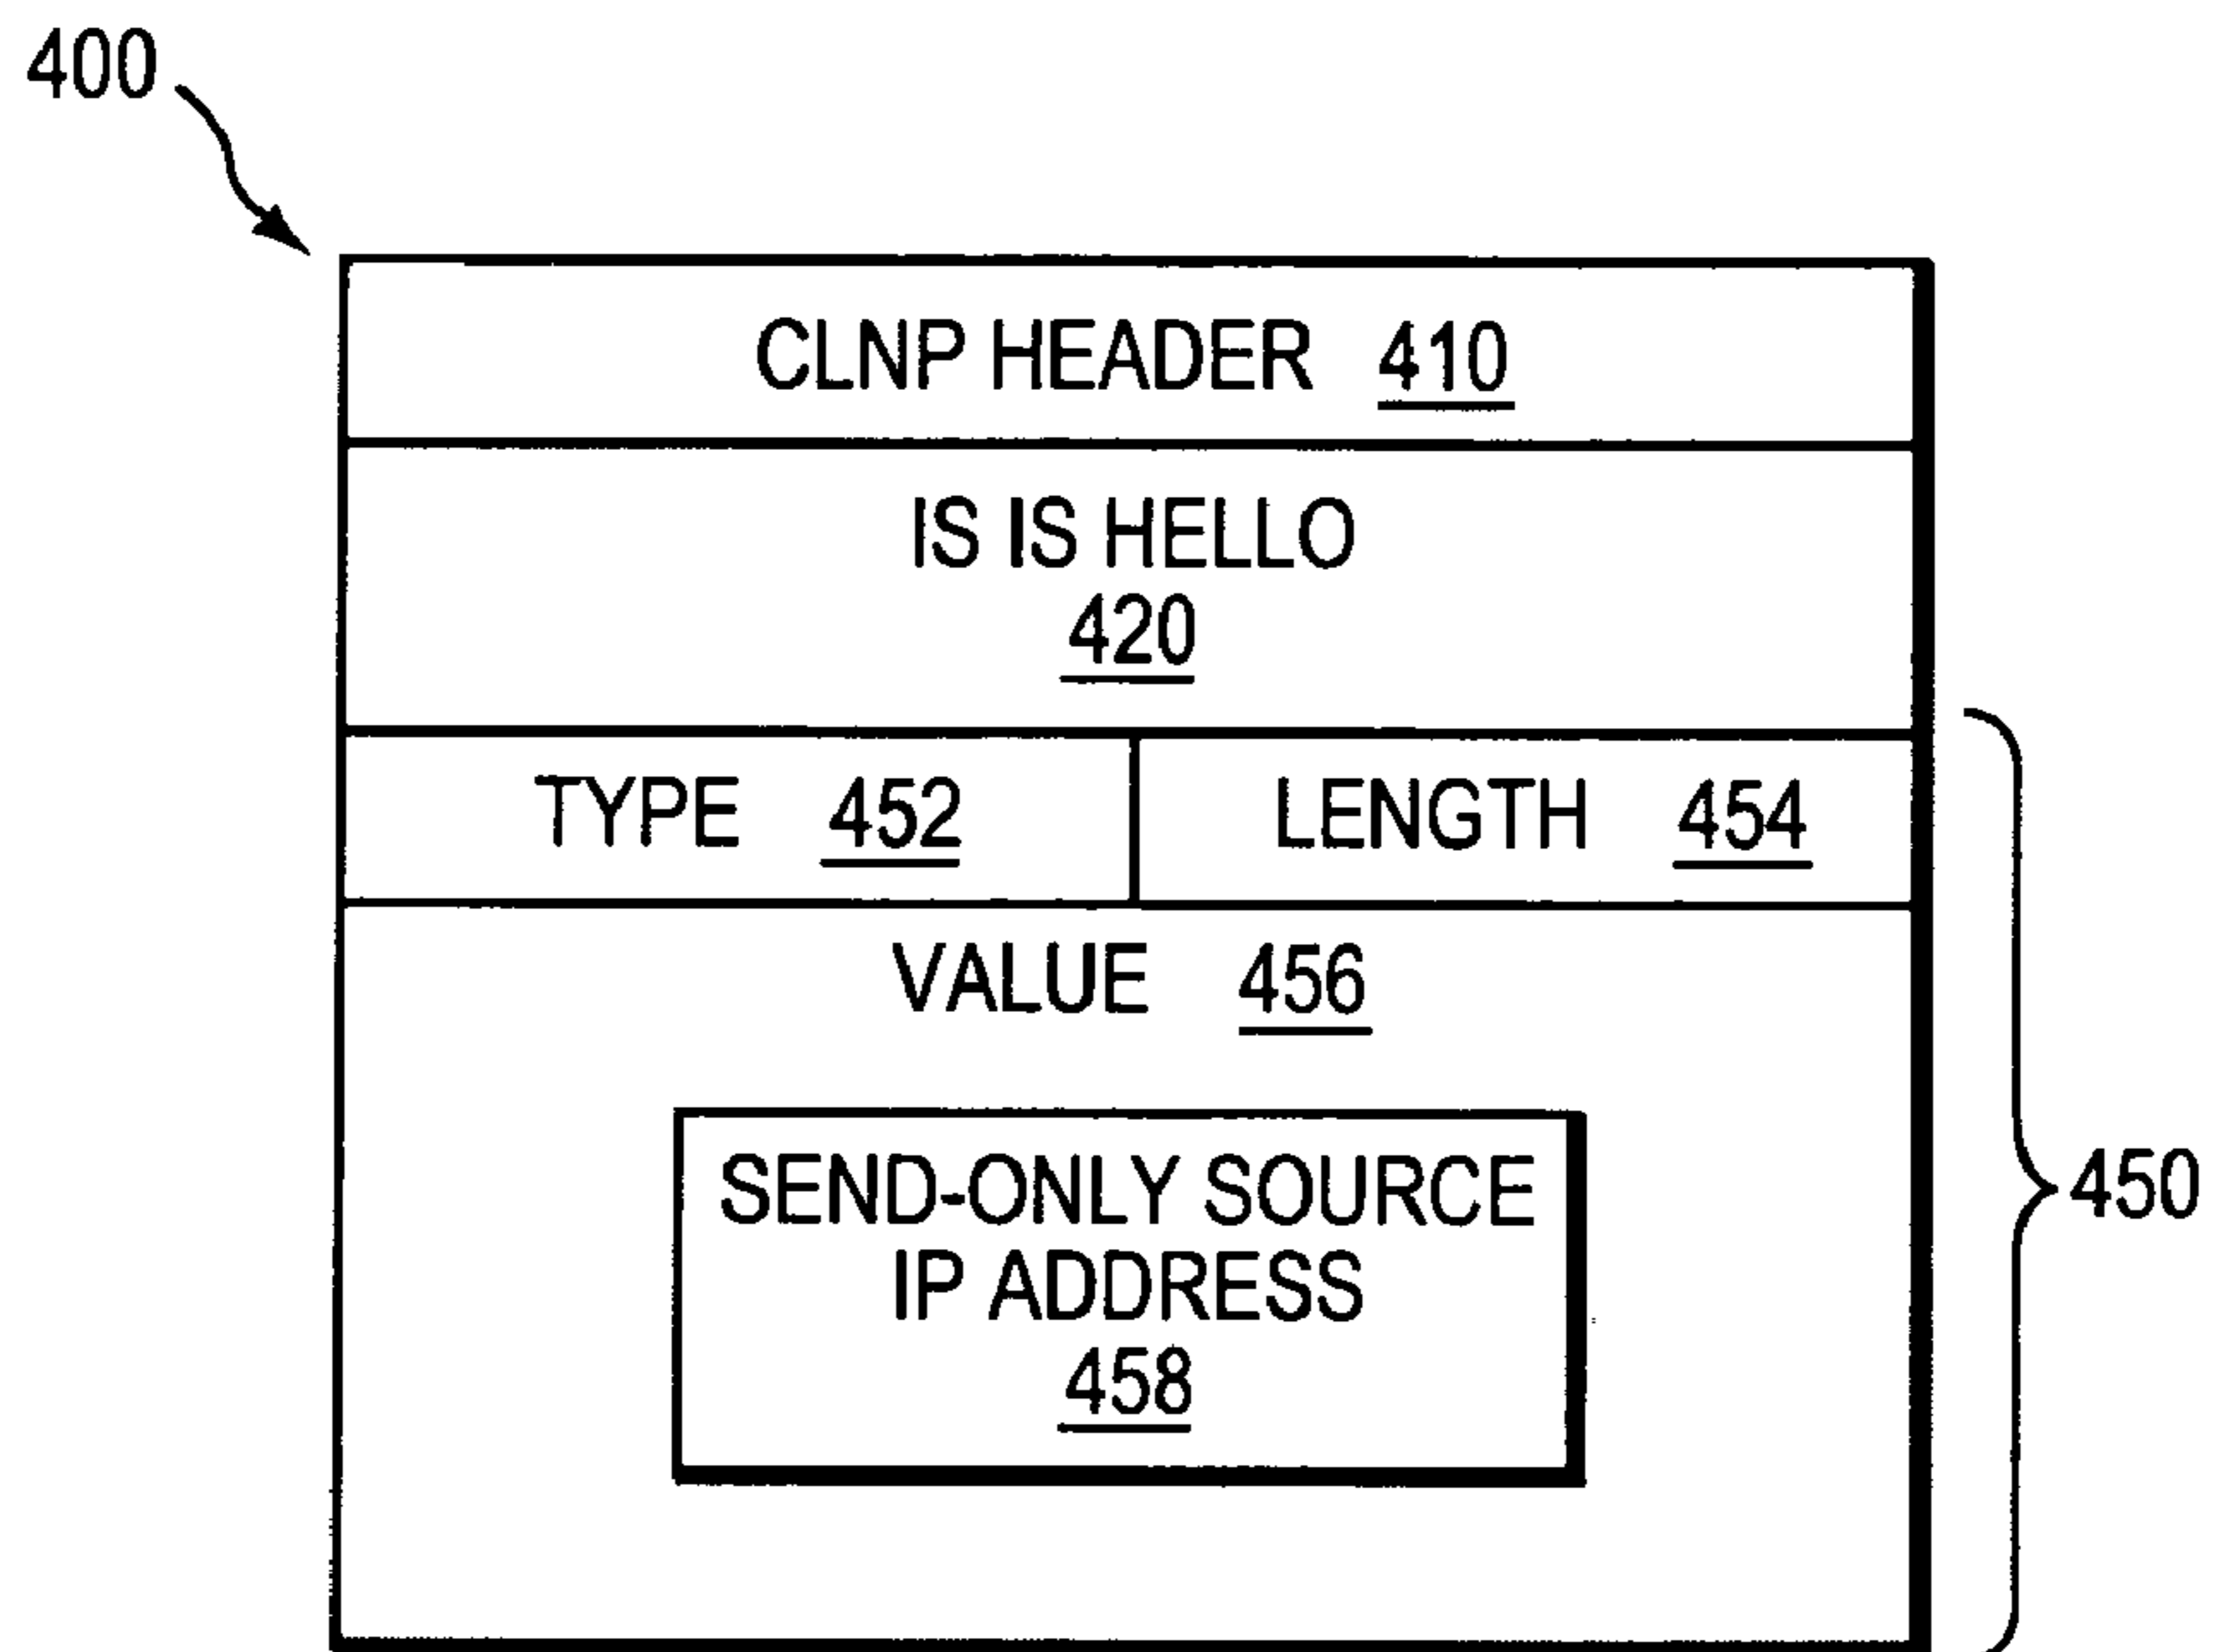 400
CLNP HEADER 410
IS IS HELLO
420
TYPE 452 LENGTH 454
VALUE 456
SEND-ONLY SOURCE
IP ADDRESS
458
450